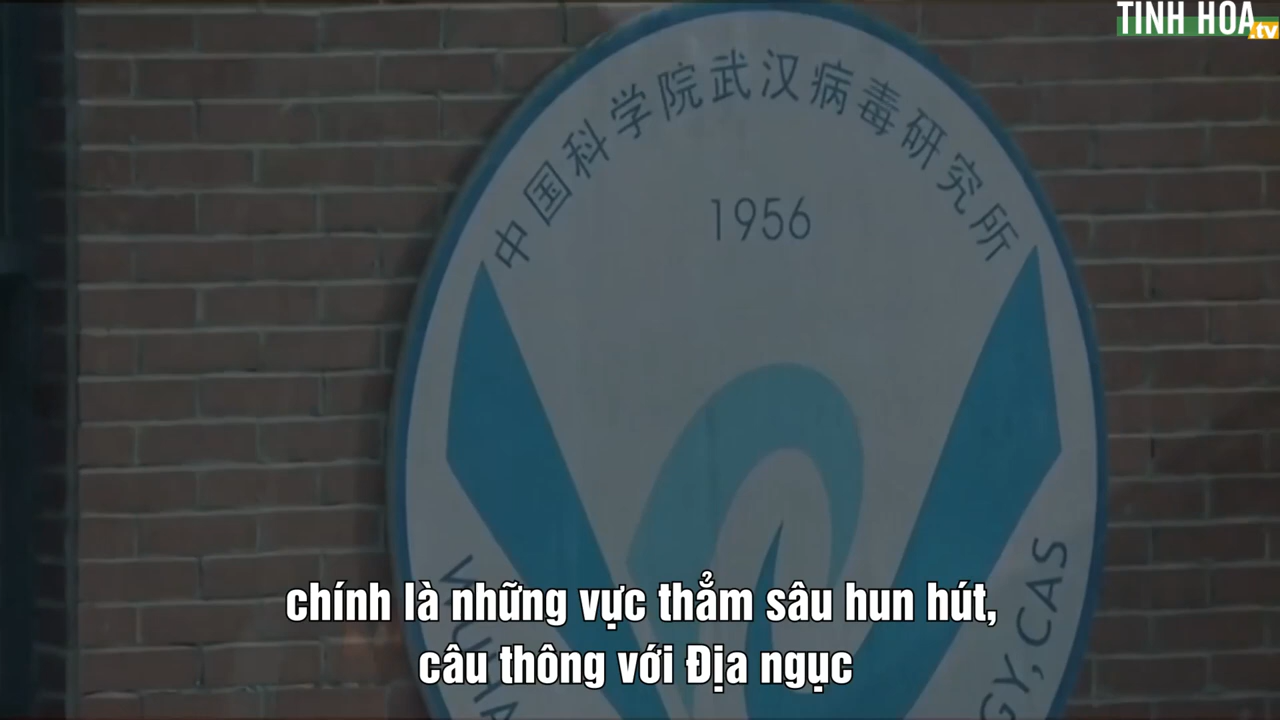 TINH HOA
.tv
中国科学院武汉病毒研究所
1956
WUHA
GY,CAS
chính là những vực thẳm sâu hun hút,
câu thông với Địa ngục